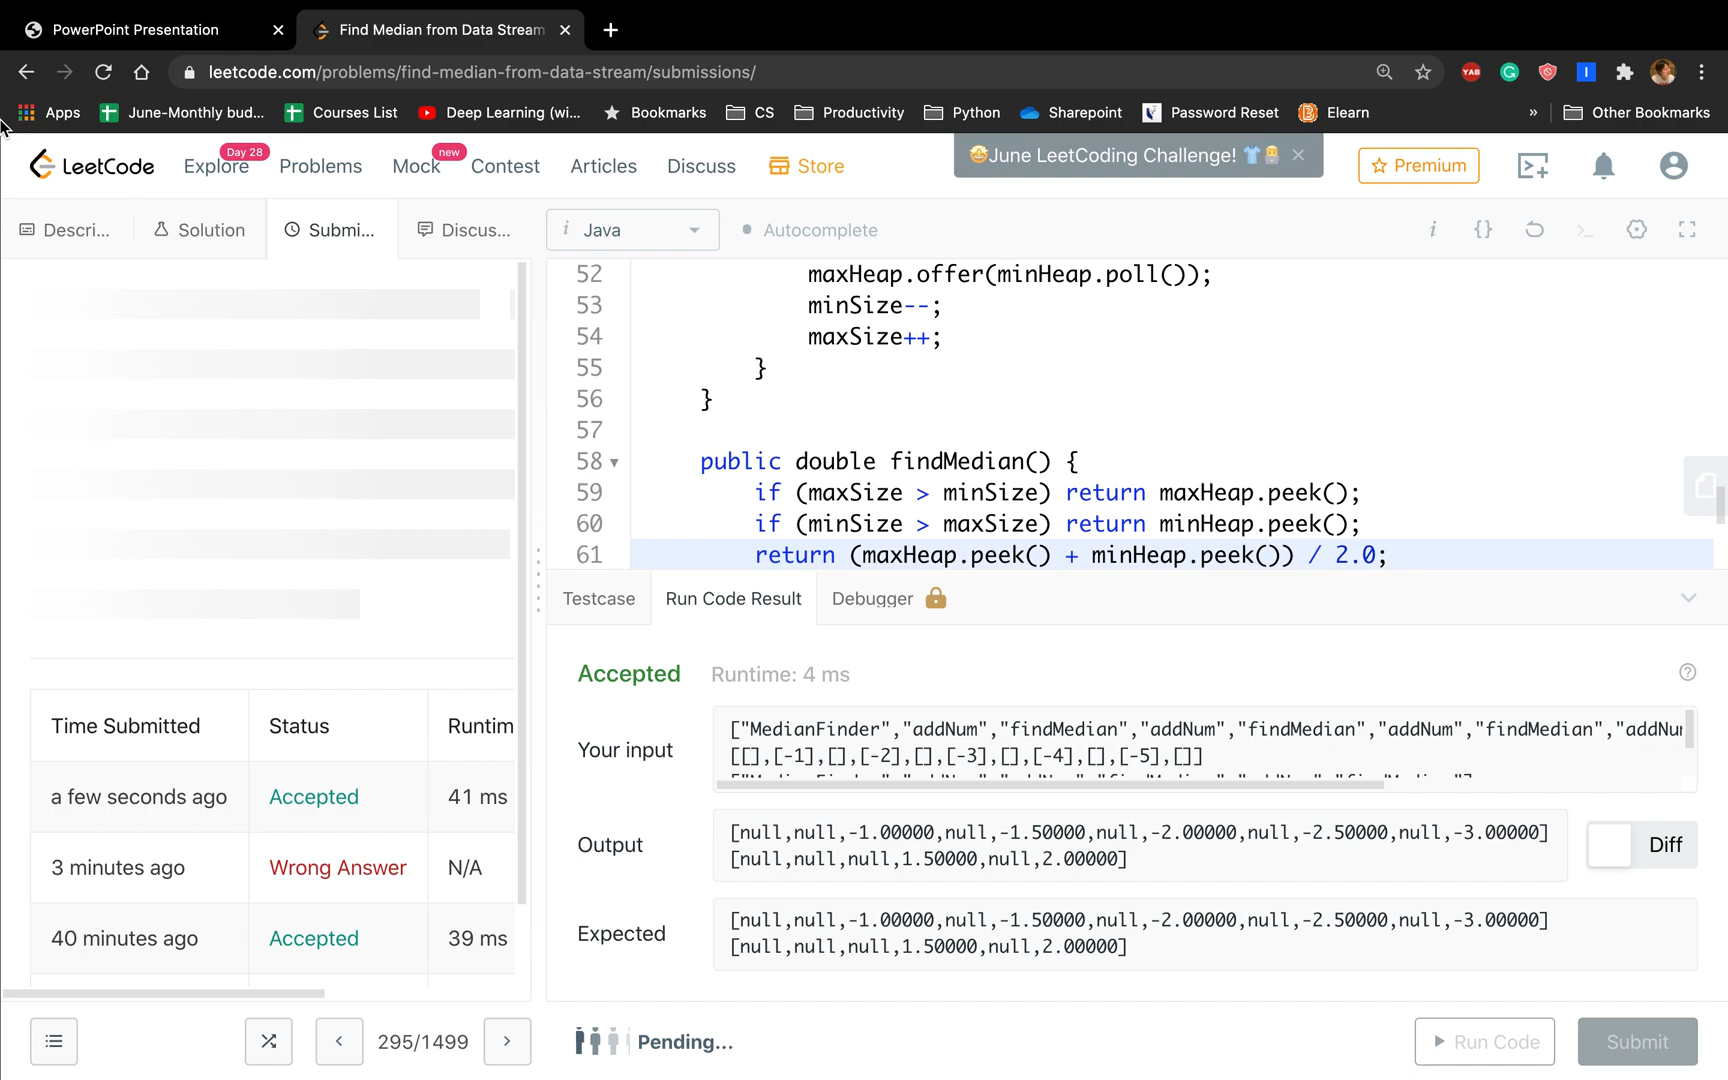 PowerPoint Presentation
Find Median from Data Stream
leetcode.com/problems/find-median-from-data-stream/submissions/
YAB
Apps
June-Monthly bud...
Courses List
Deep Learning (wi...
Bookmarks
CS
Productivity
Python
Sharepoint
Password Reset
Elearn
»
Other Bookmarks
LeetCode
Explore
Day 28
Problems
Mock
new
Contest
Articles
Discuss
Store
🤩June LeetCoding Challenge!
Premium
Descri...
Solution
Submi...
Discus...
i Java
Autocomplete
i {}
52 maxHeap.offer(minHeap.poll());
53 minSize--;
54 maxSize++;
55 }
56 }
57
58 public double findMedian() {
59 if (maxSize > minSize) return maxHeap.peek();
60 if (minSize > maxSize) return minHeap.peek();
61 return (maxHeap.peek() + minHeap.peek()) / 2.0;
Testcase
Run Code Result
Debugger
Accepted
Runtime: 4 ms
Your input
["MedianFinder","addNum","findMedian","addNum","findMedian","addNum","findMedian","addNu
[[],[-1],[],[-2],[],[-3],[],[-4],[],[-5],[]]
Output
[null,null,-1.00000,null,-1.50000,null,-2.00000,null,-2.50000,null,-3.00000]
[null,null,null,1.50000,null,2.00000]
Diff
Expected
[null,null,-1.00000,null,-1.50000,null,-2.00000,null,-2.50000,null,-3.00000]
[null,null,null,1.50000,null,2.00000]
Time Submitted Status Runtim
a few seconds ago Accepted 41 ms
3 minutes ago Wrong Answer N/A
40 minutes ago Accepted 39 ms
295/1499
Pending...
Run Code
Submit